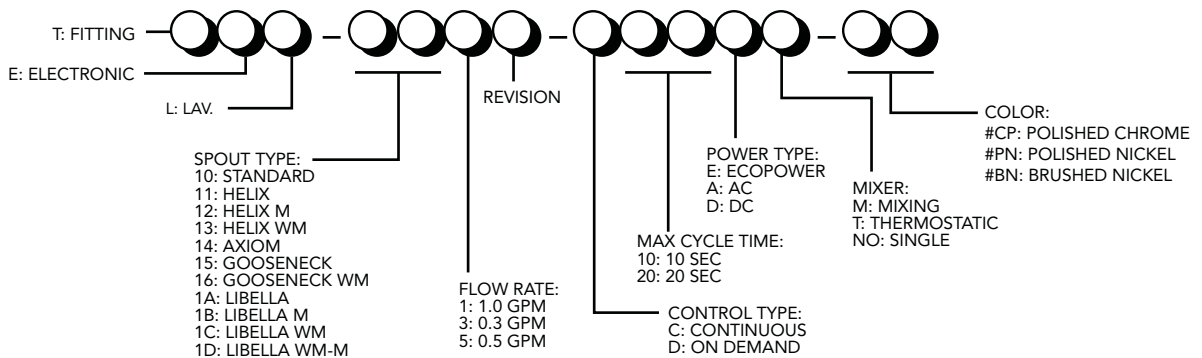 T: FITTING
E: ELECTRONIC
L: LAV.
SPOUT TYPE:
10: STANDARD
11: HELIX
12: HELIX M
13: HELIX WM
14: AXIOM
15: GOOSENECK
16: GOOSENECK WM
1A: LIBELLA
1B: LIBELLA M
1C: LIBELLA WM
1D: LIBELLA WM-M
FLOW RATE:
1: 1.0 GPM
3: 0.3 GPM
5: 0.5 GPM
REVISION
CONTROL TYPE:
C: CONTINUOUS
D: ON DEMAND
MAX CYCLE TIME:
10: 10 SEC
20: 20 SEC
POWER TYPE:
E: ECOPOWER
A: AC
D: DC
MIXER:
M: MIXING
T: THERMOSTATIC
NO: SINGLE
COLOR:
#CP: POLISHED CHROME
#PN: POLISHED NICKEL
#BN: BRUSHED NICKEL